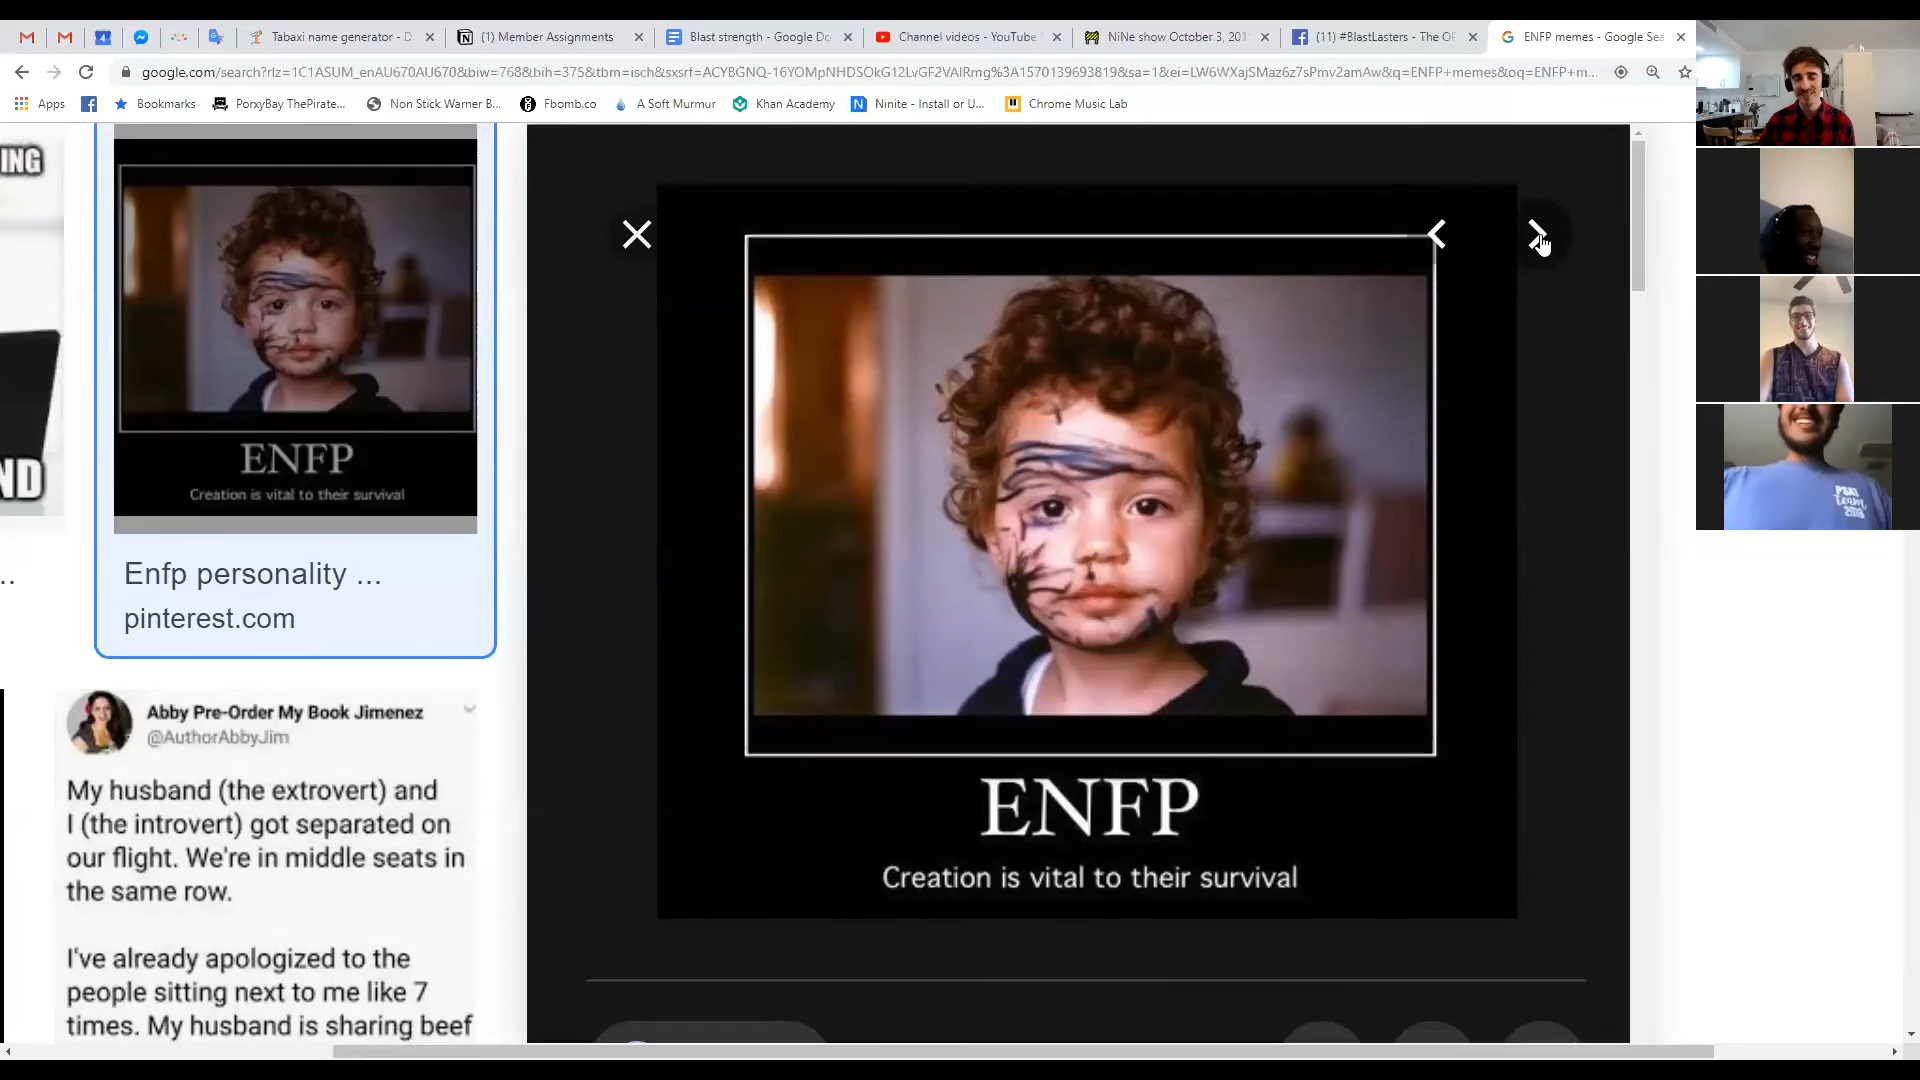 Tabaxi name generator - D
(1) Member Assignments
Blast strength - Google Do
Channel videos - YouTube
NiNe show October 3, 201
(11) #BlastLasters - The OF
ENFP memes - Google Sea
google.com/search?rlz=1C1ASUM_enAU670AU670&biw=768&bih=375&tbm=isch&sxsrf=ACYBGNQ-16YOMpNHDSOkG12LvGF2VAlRmg%3A1570139693819&sa=1&ei=LW6WXajSMaz6z7sPmv2amAw&q=ENFP+memes&oq=ENFP+m...
Apps
Bookmarks
PorxyBay ThePirate...
Non Stick Warner B...
Fbomb.co
A Soft Murmur
Khan Academy
Ninite - Install or U...
Chrome Music Lab
ING
ND
..
ENFP
Creation is vital to their survival
Enfp personality ...
pinterest.com
Abby Pre-Order My Book Jimenez
@AuthorAbbyJim
My husband (the extrovert) and
I (the introvert) got separated on
our flight. We're in middle seats in
the same row.
I've already apologized to the
people sitting next to me like 7
times. My husband is sharing beef
ENFP
Creation is vital to their survival
PSAT
Team
2019